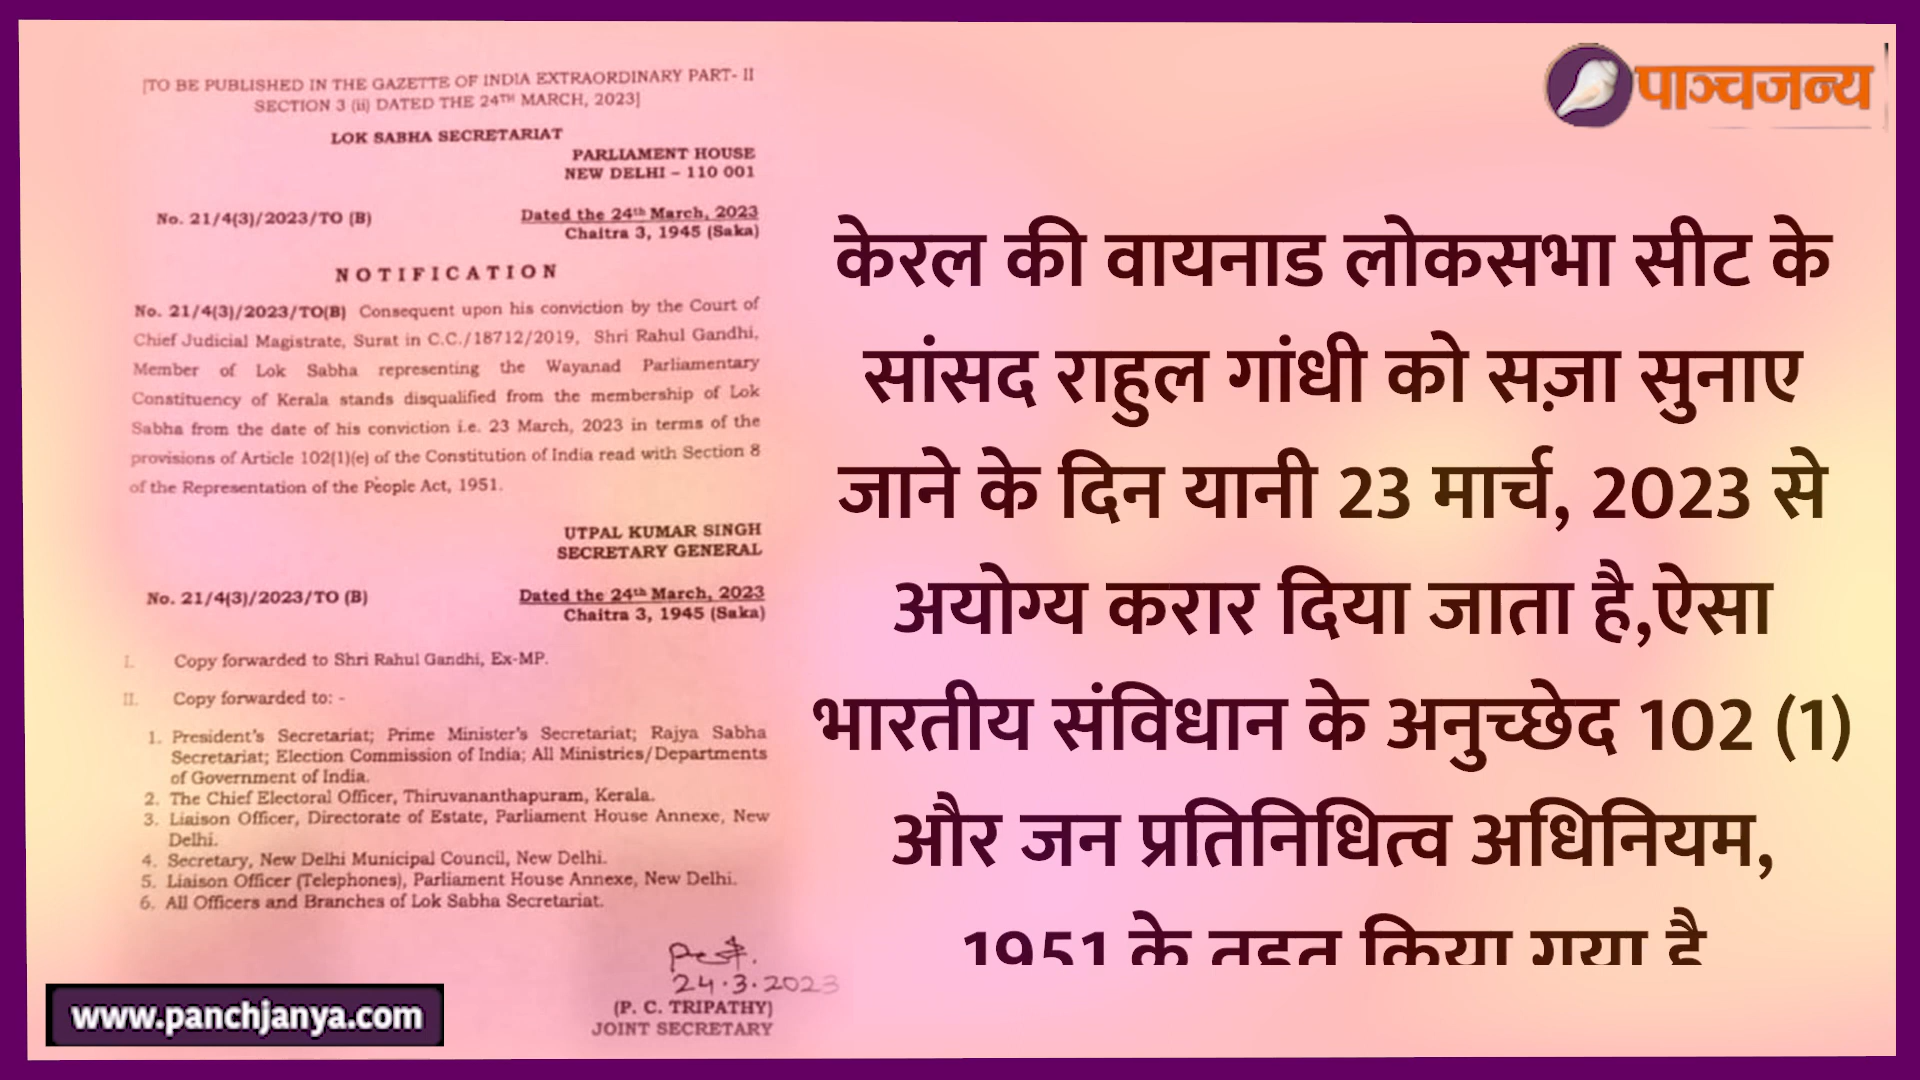 [TO BE PUBLISHED IN THE GAZETTE OF INDIA EXTRAORDINARY PART- II
SECTION 3 (ii) DATED THE 24TH MARCH, 2023]
LOK SABHA SECRETARIAT
PARLIAMENT HOUSE
NEW DELHI – 110 001
No. 21/4(3)/2023/TO (B)
Dated the 24th March, 2023
Chaitra 3, 1945 (Saka)
NOTIFICATION
No. 21/4(3)/2023/TO(B) Consequent upon his conviction by the Court of
Chief Judicial Magistrate, Surat in C.C./18712/2019, Shri Rahul Gandhi,
Member of Lok Sabha representing the Wayanad Parliamentary
Constituency of Kerala stands disqualified from the membership of Lok
Sabha from the date of his conviction i.e. 23 March, 2023 in terms of the
provisions of Article 102(1)(e) of the Constitution of India read with Section 8
of the Representation of the People Act, 1951.
UTPAL KUMAR SINGH
SECRETARY GENERAL
No. 21/4(3)/2023/TO (B)
Dated the 24th March, 2023
Chaitra 3, 1945 (Saka)
I. Copy forwarded to Shri Rahul Gandhi, Ex-MP.
II. Copy forwarded to: -
1. President's Secretariat; Prime Minister's Secretariat; Rajya Sabha
Secretariat; Election Commission of India; All Ministries/Departments
of Government of India.
2. The Chief Electoral Officer, Thiruvananthapuram, Kerala.
3. Liaison Officer, Directorate of Estate, Parliament House Annexe, New
Delhi.
4. Secretary, New Delhi Municipal Council, New Delhi.
5. Liaison Officer (Telephones), Parliament House Annexe, New Delhi.
6. All Officers and Branches of Lok Sabha Secretariat.
24.3.2023
(P. C. TRIPATHY)
JOINT SECRETARY
www.panchjanya.com
पाञ्चजन्य
केरल की वायनाड लोकसभा सीट के
सांसद राहुल गांधी को सज़ा सुनाए
जाने के दिन यानी 23 मार्च, 2023 से
अयोग्य करार दिया जाता है,ऐसा
भारतीय संविधान के अनुच्छेद 102 (1)
और जन प्रतिनिधित्व अधिनियम,
1951 के तहत किया गया है